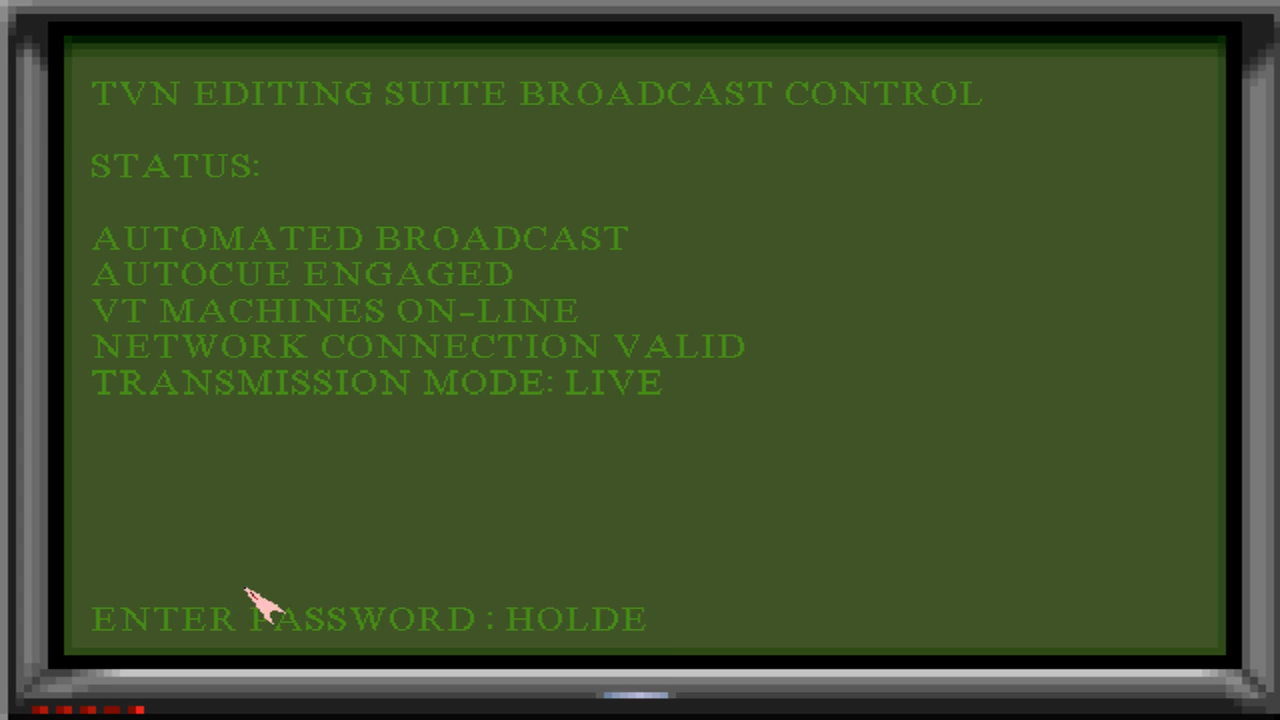 TVN EDITING SUITE BROADCAST CONTROL
STATUS:
AUTOMATED BROADCAST
AUTOCUE ENGAGED
VT MACHINES ON-LINE
NETWORK CONNECTION VALID
TRANSMISSION MODE: LIVE
ENTER PASSWORD : HOLDE